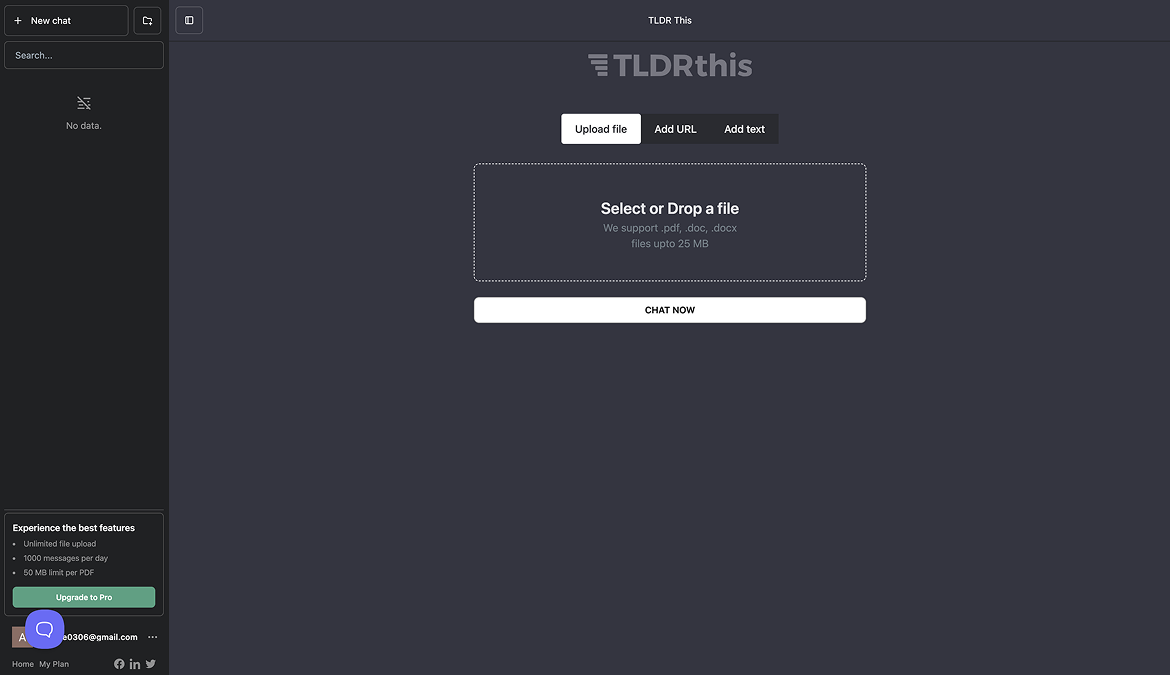 New chat
Search...
No data.
Experience the best features
Unlimited file upload
1000 messages per day
50 MB limit per PDF
Upgrade to Pro
A
e0306@gmail.com
Home My Plan
TLDR This
TLDRthis
Upload file Add URL Add text
Select or Drop a file
We support .pdf, .doc, .docx
files upto 25 MB
CHAT NOW